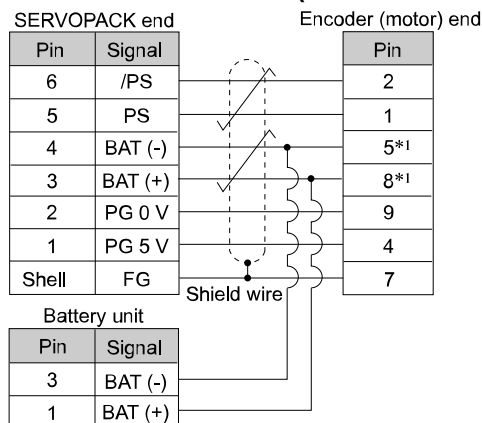 SERVOPACK end
Encoder (motor) end
Pin Signal Pin
6 /PS 2
5 PS 1
4 BAT (-) 5*1
3 BAT (+) 8*1
2 PG 0 V 9
1 PG 5 V 4
Shell FG 7
Shield wire
Battery unit
Pin Signal
3 BAT (-)
1 BAT (+)